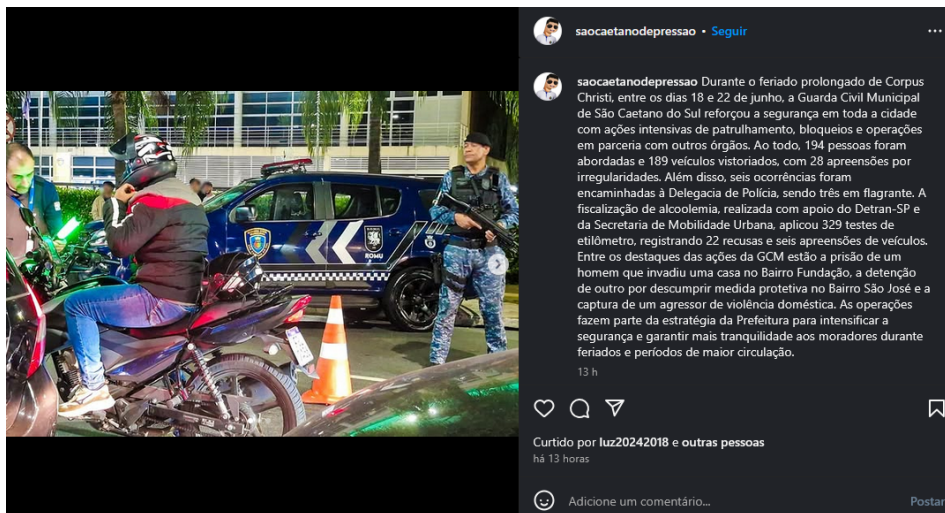 saocaetanodepressao • Seguir
saocaetanodepressao Durante o feriado prolongado de Corpus
Christi, entre os dias 18 e 22 de junho, a Guarda Civil Municipal
de São Caetano do Sul reforçou a segurança em toda a cidade
com ações intensivas de patrulhamento, bloqueios e operações
em parceria com outros órgãos. Ao todo, 194 pessoas foram
abordadas e 189 veículos vistoriados, com 28 apreensões por
irregularidades. Além disso, seis ocorrências foram
encaminhadas à Delegacia de Polícia, sendo três em flagrante. A
fiscalização de alcoolemia, realizada com apoio do Detran-SP e
da Secretaria de Mobilidade Urbana, aplicou 329 testes de
etilômetro, registrando 22 recusas e seis apreensões de veículos.
Entre os destaques das ações da GCM estão a prisão de um
homem que invadiu uma casa no Bairro Fundação, a detenção
de outro por descumprir medida protetiva no Bairro São José e a
captura de um agressor de violência doméstica. As operações
fazem parte da estratégia da Prefeitura para intensificar a
segurança e garantir mais tranquilidade aos moradores durante
feriados e períodos de maior circulação.
13 h
ROMU
Curtido por luz20242018 e outras pessoas
há 13 horas
Adicione um comentário...
Postar